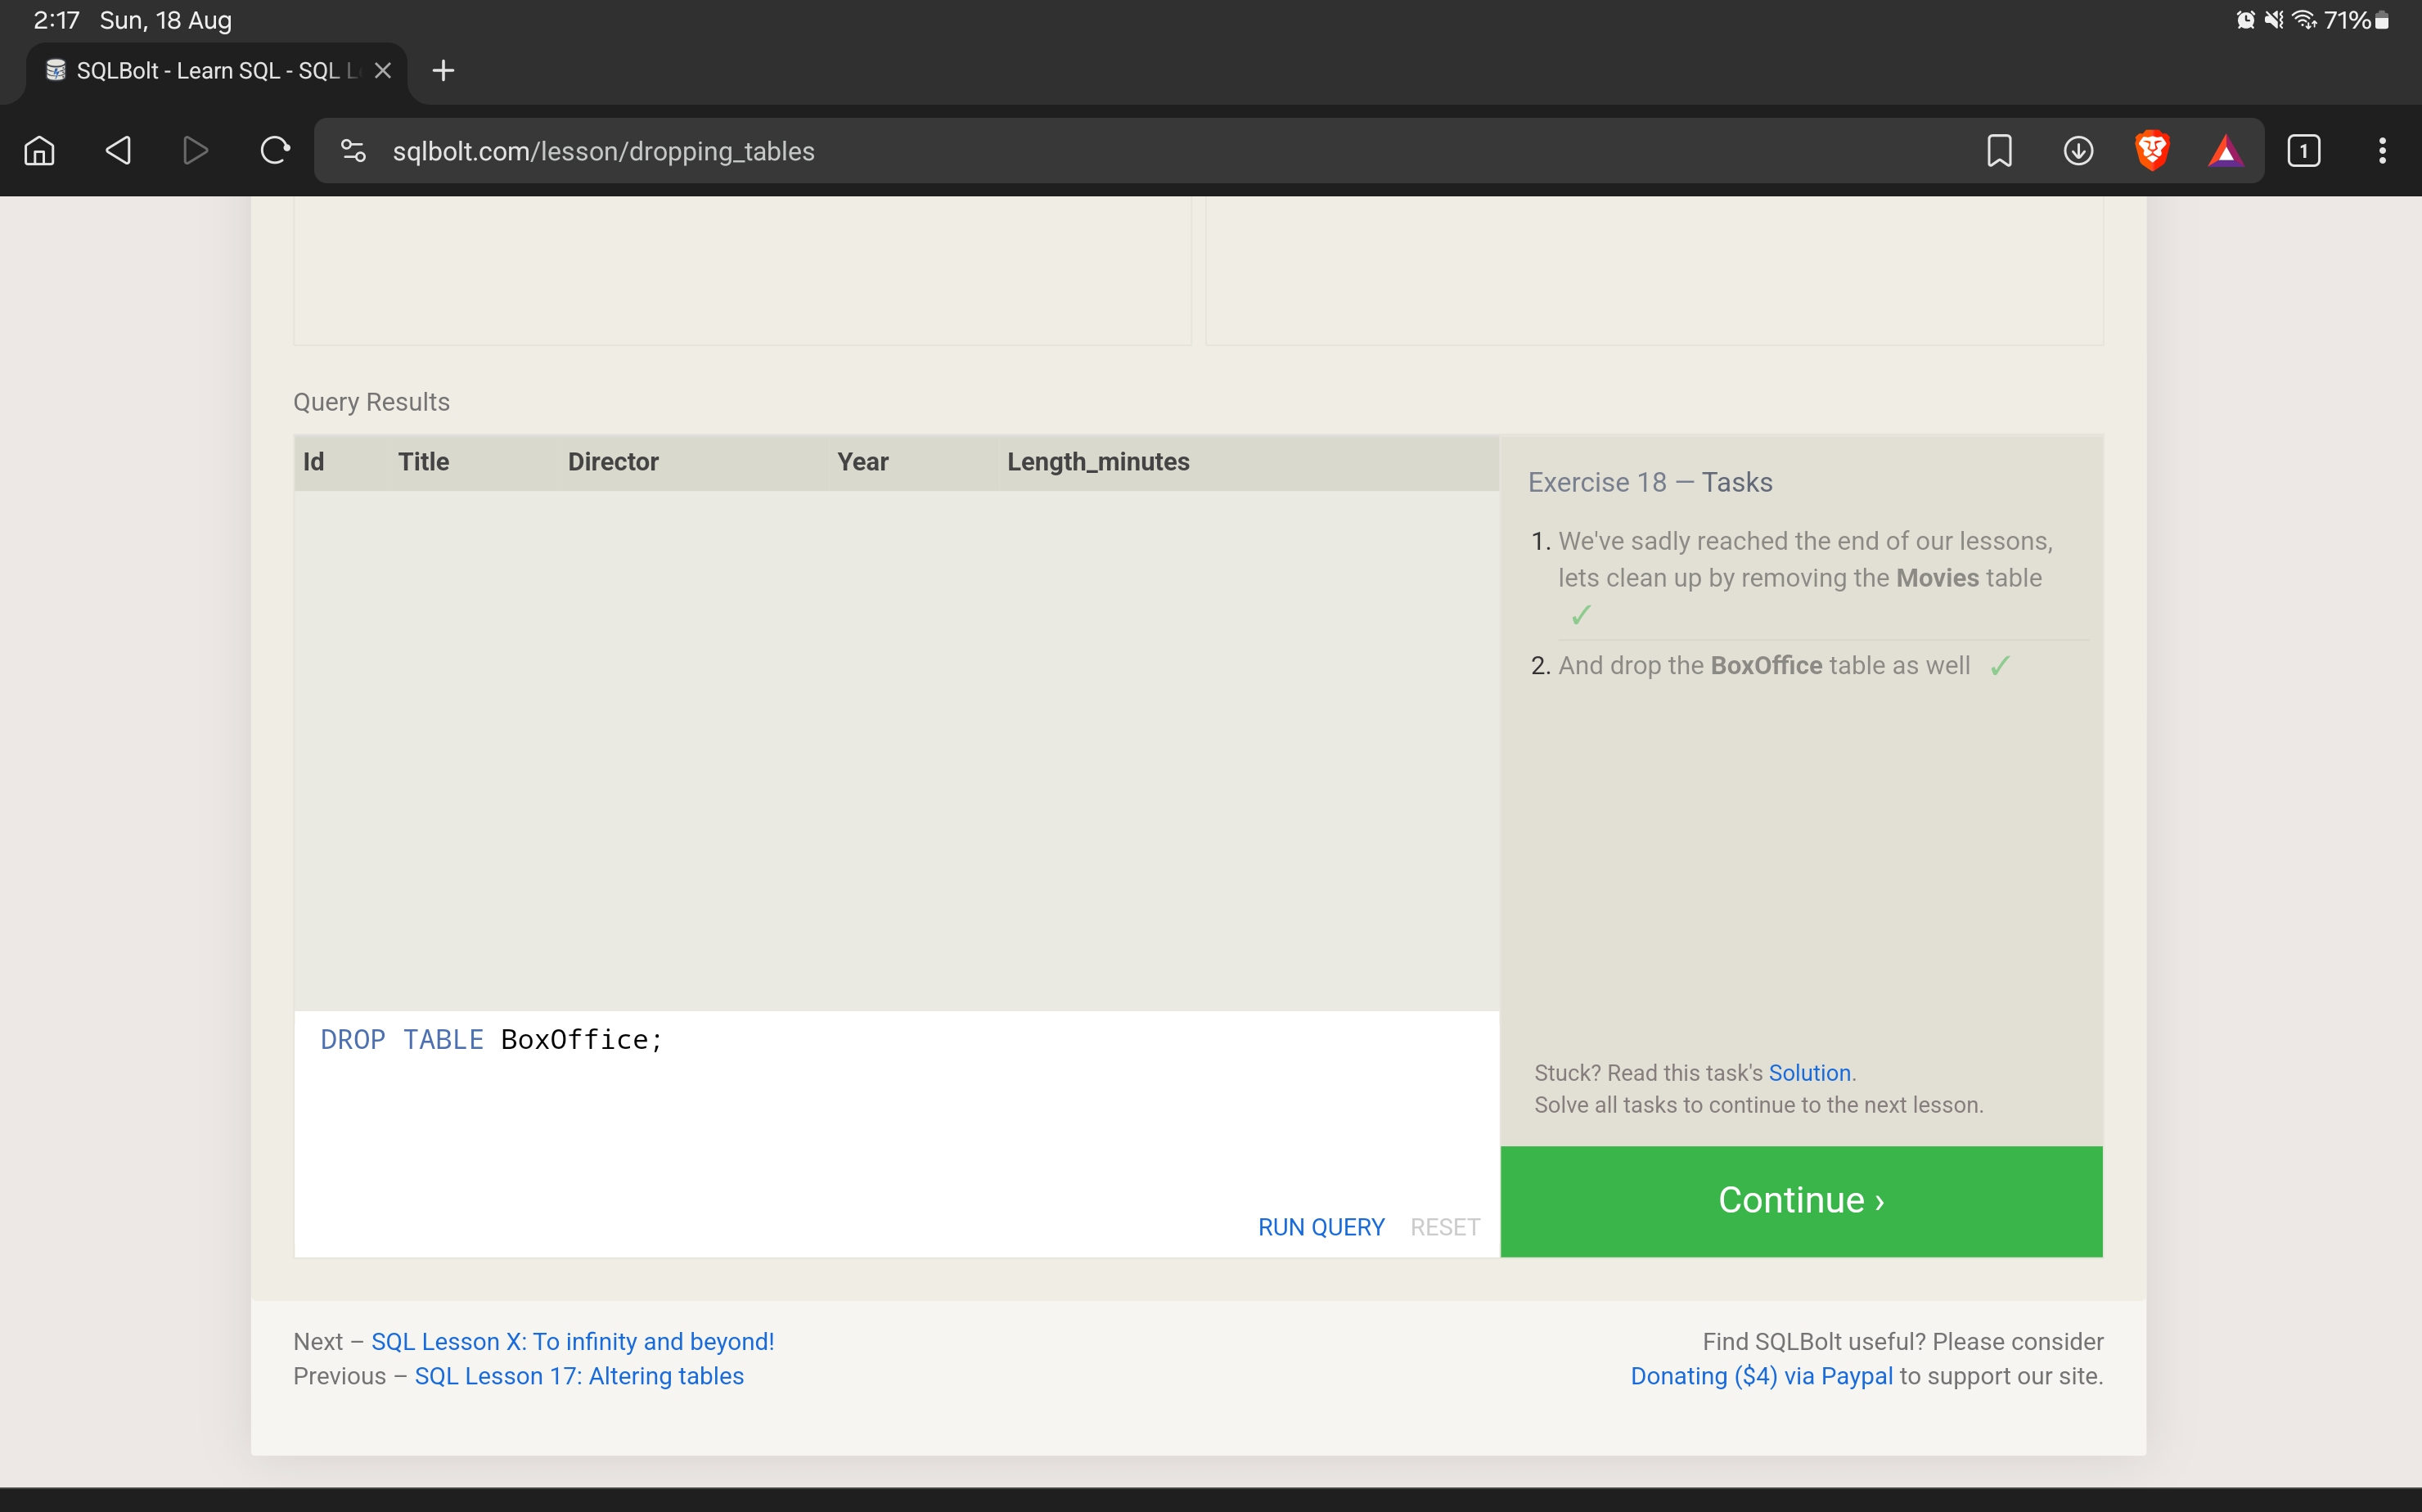 2:17 Sun, 18 Aug
71%
SQLBolt - Learn SQL - SQL L
sqlbolt.com/lesson/dropping_tables
1
Query Results
Id Title Director Year Length_minutes
Exercise 18 — Tasks
1. We've sadly reached the end of our lessons,
lets clean up by removing the Movies table
✓
2. And drop the BoxOffice table as well ✓
DROP TABLE BoxOffice;
Stuck? Read this task's Solution.
Solve all tasks to continue to the next lesson.
RUN QUERY RESET
Continue ›
Next – SQL Lesson X: To infinity and beyond!
Previous – SQL Lesson 17: Altering tables
Find SQLBolt useful? Please consider
Donating ($4) via Paypal to support our site.